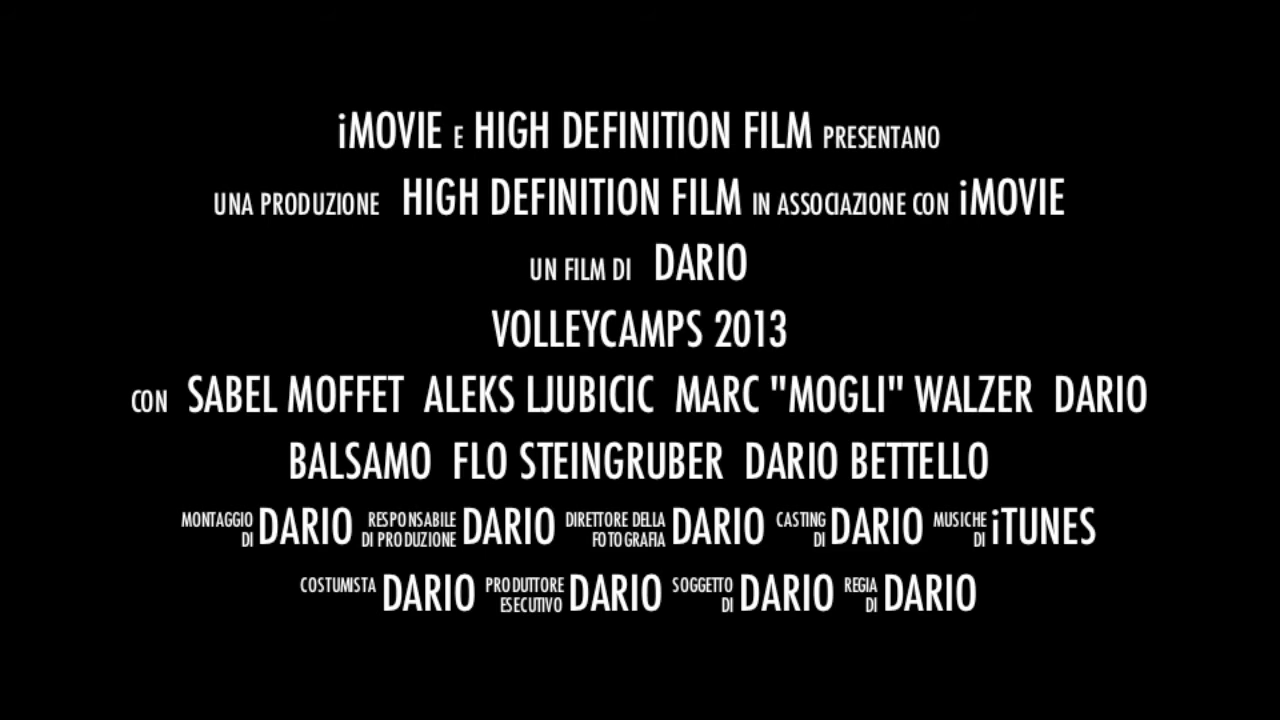 iMOVIE E HIGH DEFINITION FILM PRESENTANO
UNA PRODUZIONE HIGH DEFINITION FILM IN ASSOCIAZIONE CON iMOVIE
UN FILM DI DARIO
VOLLEYCAMPS 2013
CON SABEL MOFFET ALEKS LJUBICIC MARC "MOGLI" WALZER DARIO
BALSAMO FLO STEINGRUBER DARIO BETTELLO
MONTAGGIO DI DARIO RESPONSABILE DI PRODUZIONE DARIO DIRETTORE DELLA FOTOGRAFIA DARIO CASTING DI DARIO MUSICHE DI iTUNES
COSTUMISTA DARIO PRODUTTORE ESECUTIVO DARIO SOGGETTO DI DARIO REGIA DI DARIO